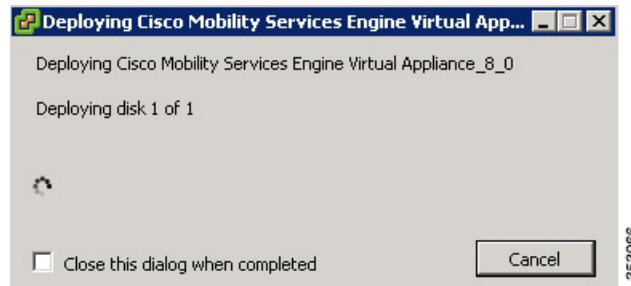 Deploying Cisco Mobility Services Engine Virtual App...
Deploying Cisco Mobility Services Engine Virtual Appliance_8_0
Deploying disk 1 of 1
Close this dialog when completed
Cancel